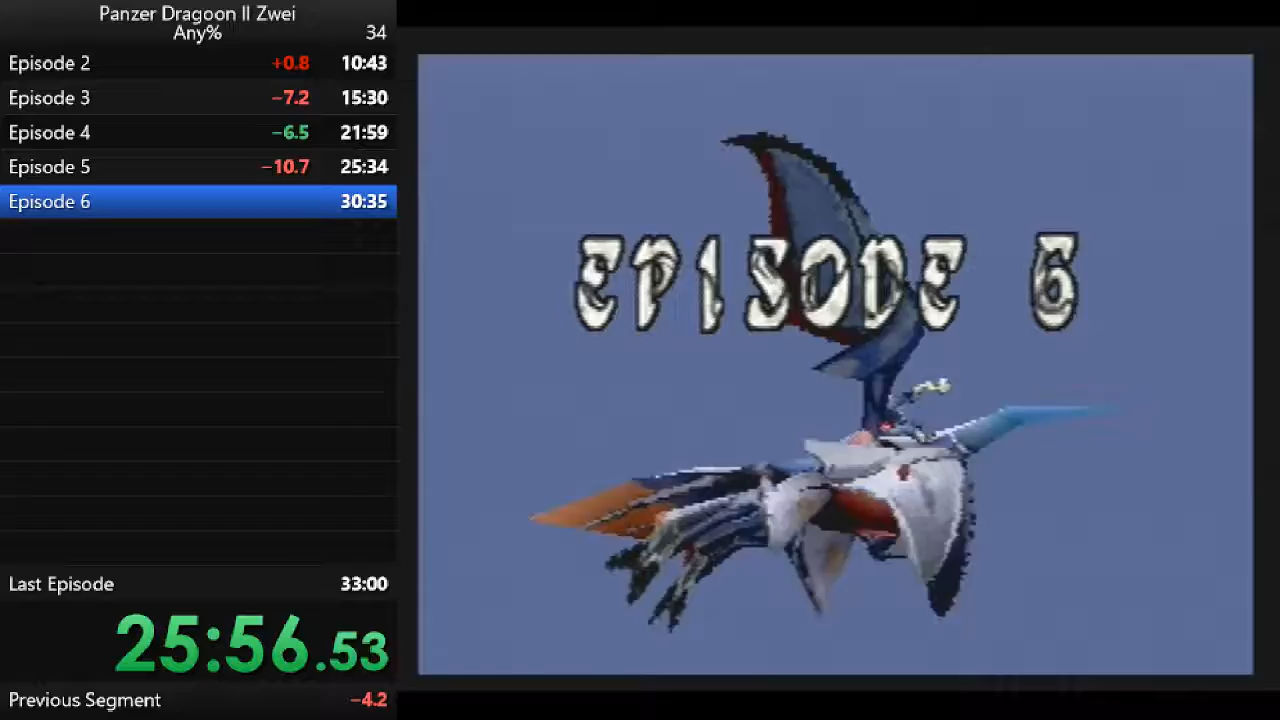 Panzer Dragoon II Zwei
Any% 34
Episode 2 +0.8 10:43
Episode 3 −7.2 15:30
Episode 4 −6.5 21:59
Episode 5 −10.7 25:34
Episode 6 30:35
EPISODE 6
Last Episode 33:00
25:56.53
Previous Segment −4.2